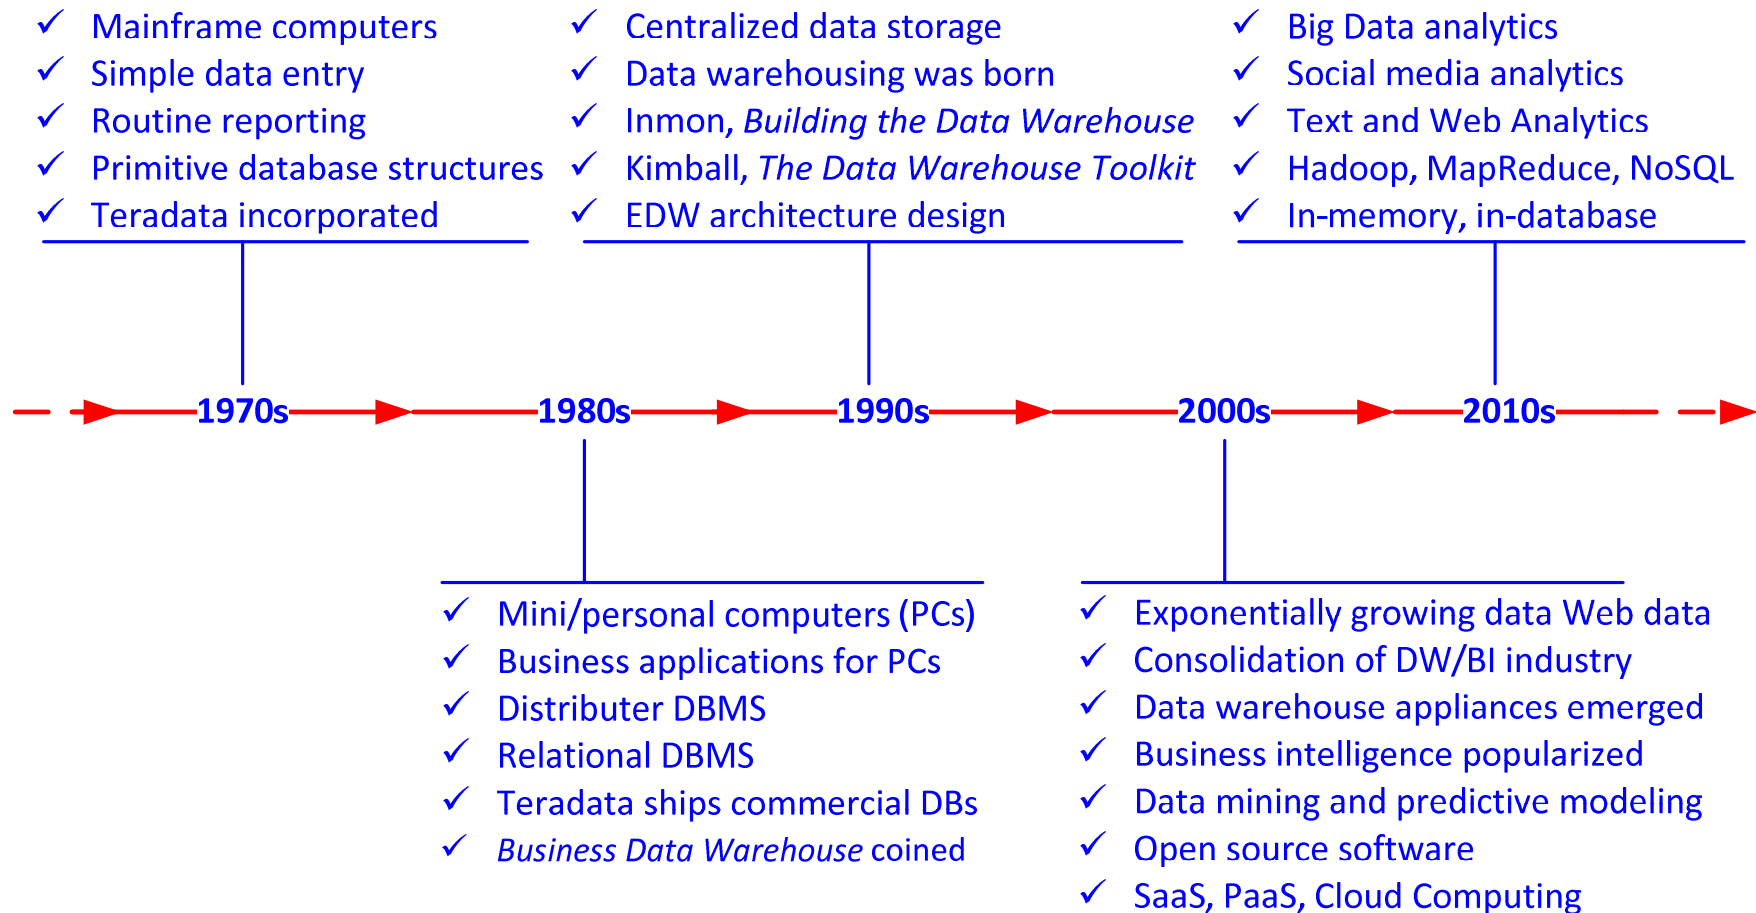 Mainframe computers
Simple data entry
Routine reporting
Primitive database structures
Teradata incorporated
Centralized data storage
Data warehousing was born
Inmon, Building the Data Warehouse
Kimball, The Data Warehouse Toolkit
EDW architecture design
Big Data analytics
Social media analytics
Text and Web Analytics
Hadoop, MapReduce, NoSQL
In-memory, in-database
1970s
1980s
1990s
2000s
2010s
Mini/personal computers (PCs)
Business applications for PCs
Distributer DBMS
Relational DBMS
Teradata ships commercial DBs
Business Data Warehouse coined
Exponentially growing data Web data
Consolidation of DW/BI industry
Data warehouse appliances emerged
Business intelligence popularized
Data mining and predictive modeling
Open source software
SaaS, PaaS, Cloud Computing